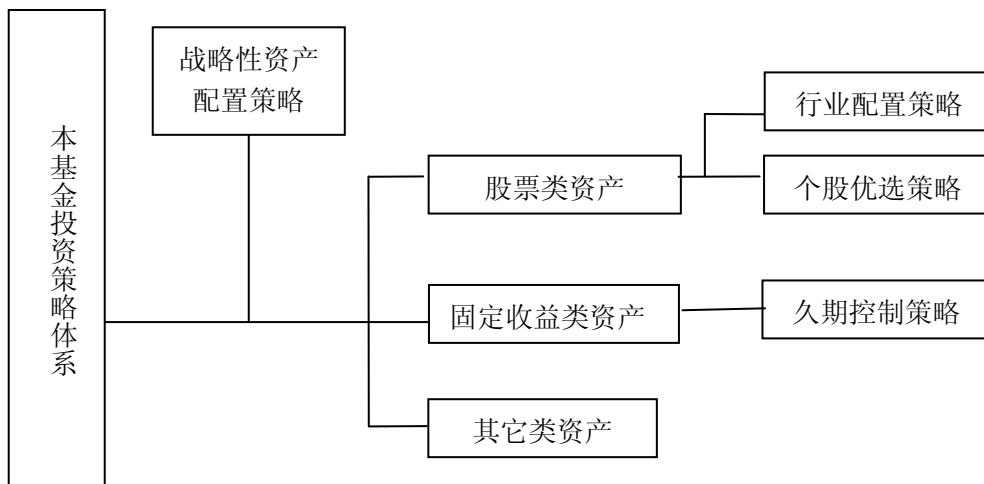 本基金投资策略体系
战略性资产
配置策略
股票类资产
行业配置策略
个股优选策略
固定收益类资产
久期控制策略
其它类资产